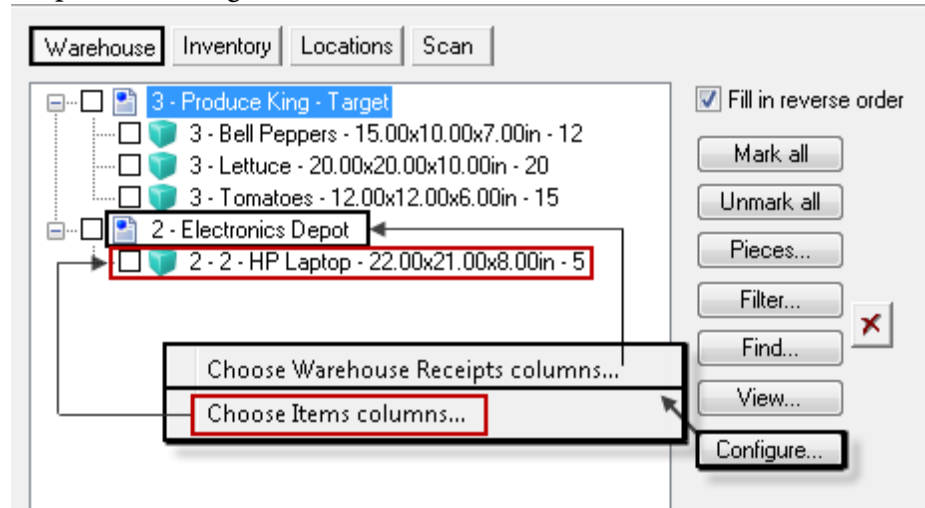 Warehouse Inventory Locations Scan
3 - Produce King - Target
3 - Bell Peppers - 15.00x10.00x7.00in - 12
3 - Lettuce - 20.00x20.00x10.00in - 20
3 - Tomatoes - 12.00x12.00x6.00in - 15
2 - Electronics Depot
2 - 2 - HP Laptop - 22.00x21.00x8.00in - 5
Choose Warehouse Receipts columns...
Choose Items columns...
Fill in reverse order
Mark all
Unmark all
Pieces...
Filter...
Find...
View...
Configure...